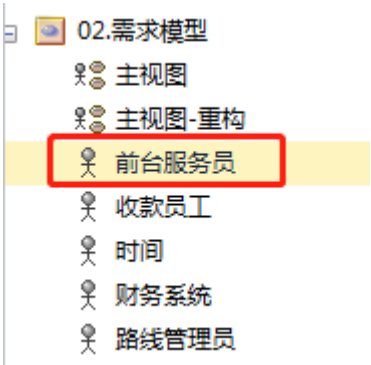 02.需求模型
主视图
主视图-重构
前台服务员
收款员工
时间
财务系统
路线管理员